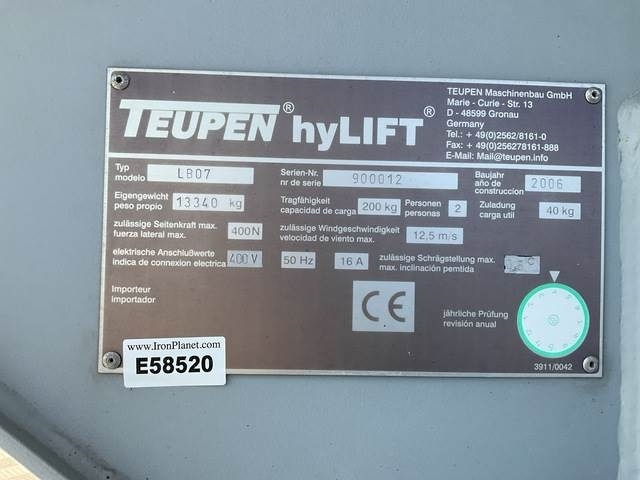 TEUPEN® hyLIFT®
TEUPEN Maschinenbau GmbH
Marie - Curie - Str. 13
D - 48599 Gronau
Germany
Tel.: + 49(0)2562/8161-0
Fax: + 49(0)256278161-888
E-Mail: Mail@teupen.info
Typ
modelo
LB07
Serien-Nr.
nr de serie
900012
Baujahr
año de
construccion
2006
Eigengewicht
peso propio
13340 kg
Tragfähigkeit
capacidad de carga
200 kg
Personen
personas
2
Zuladung
carga util
40 kg
zulässige Seitenkraft max.
fuerza lateral max.
400N
zulässige Windgeschwindigkeit
velocidad de viento max.
12,5 m/s
elektrische Anschlußwerte
indica de connexion electrica
400 V
50 Hz
16 A
zulässige Schrägstellung max.
max. inclinación pemtida
Importeur
importador
CE
jährliche Prüfung
revisión anual
3911/0042
www.IronPlanet.com
E58520